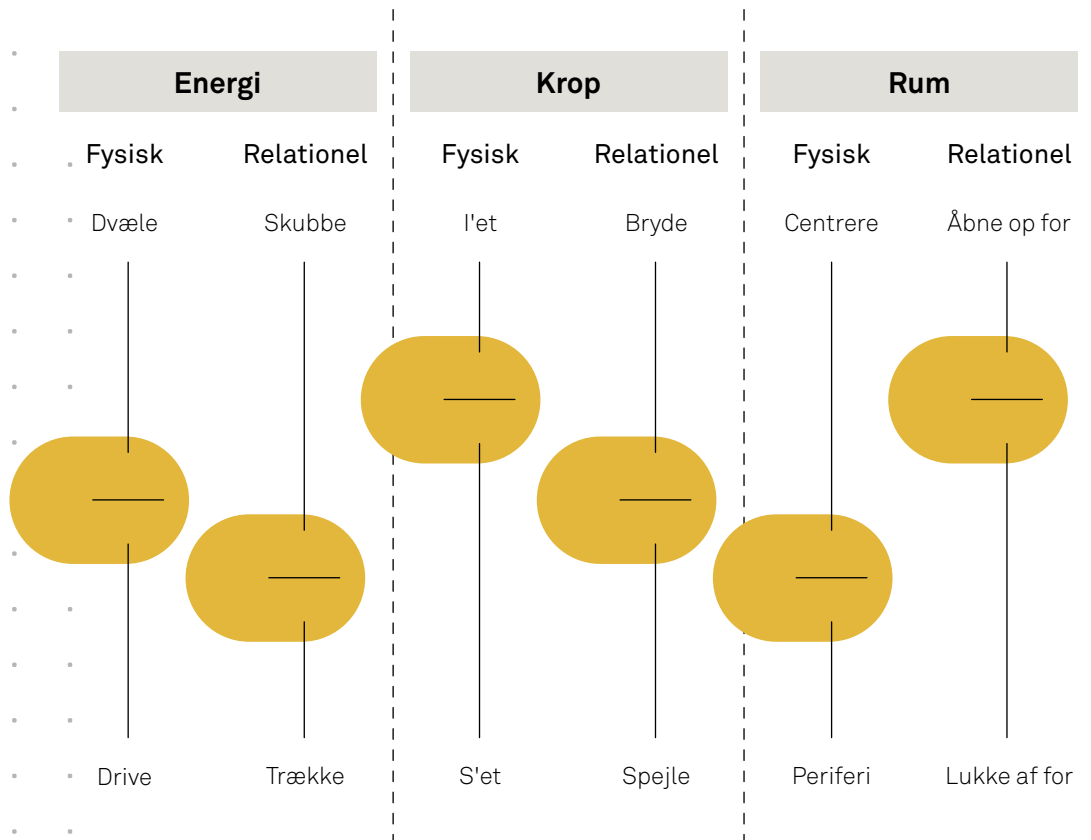 Energi Krop Rum
Fysisk Relationel Fysisk Relationel Fysisk Relationel
Dvæle Skubbe I'et Bryde Centrere Åbne op for
Drive Trække S'et Spejle Periferi Lukke af for